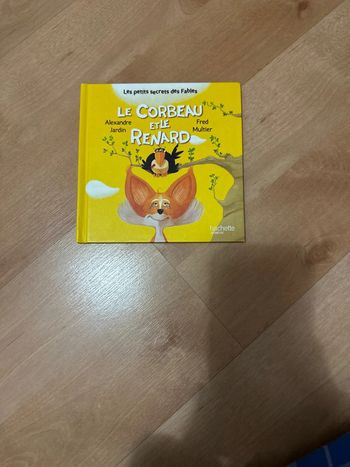 Les petits secrets des Fables
LE CORBEAU
Alexandre Jardin
ET LE
Fred Multier
RENARD
hachette